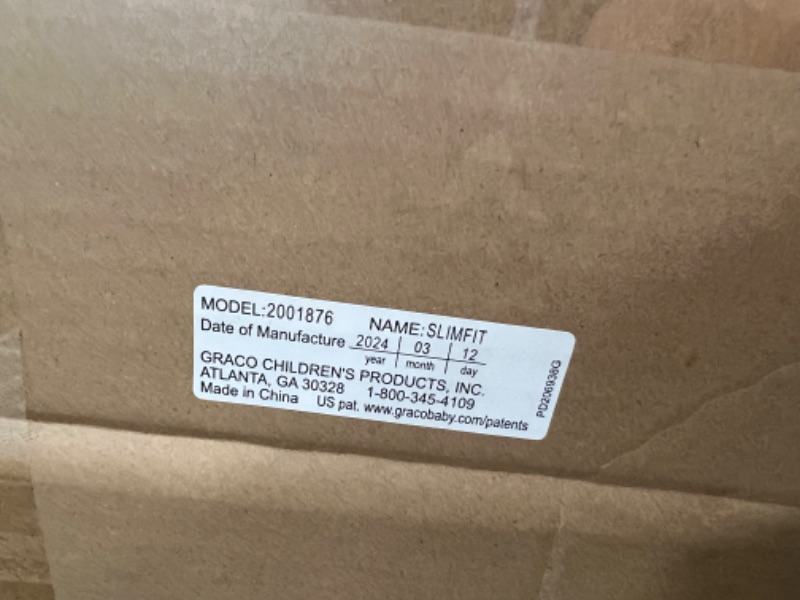 MODEL:2001876 NAME:SLIMFIT
Date of Manufacture 2024 | 03 | 12
year | month | day
GRACO CHILDREN'S PRODUCTS, INC.
ATLANTA, GA 30328 1-800-345-4109
Made in China US pat. www.gracobaby.com/patents
PD206938G